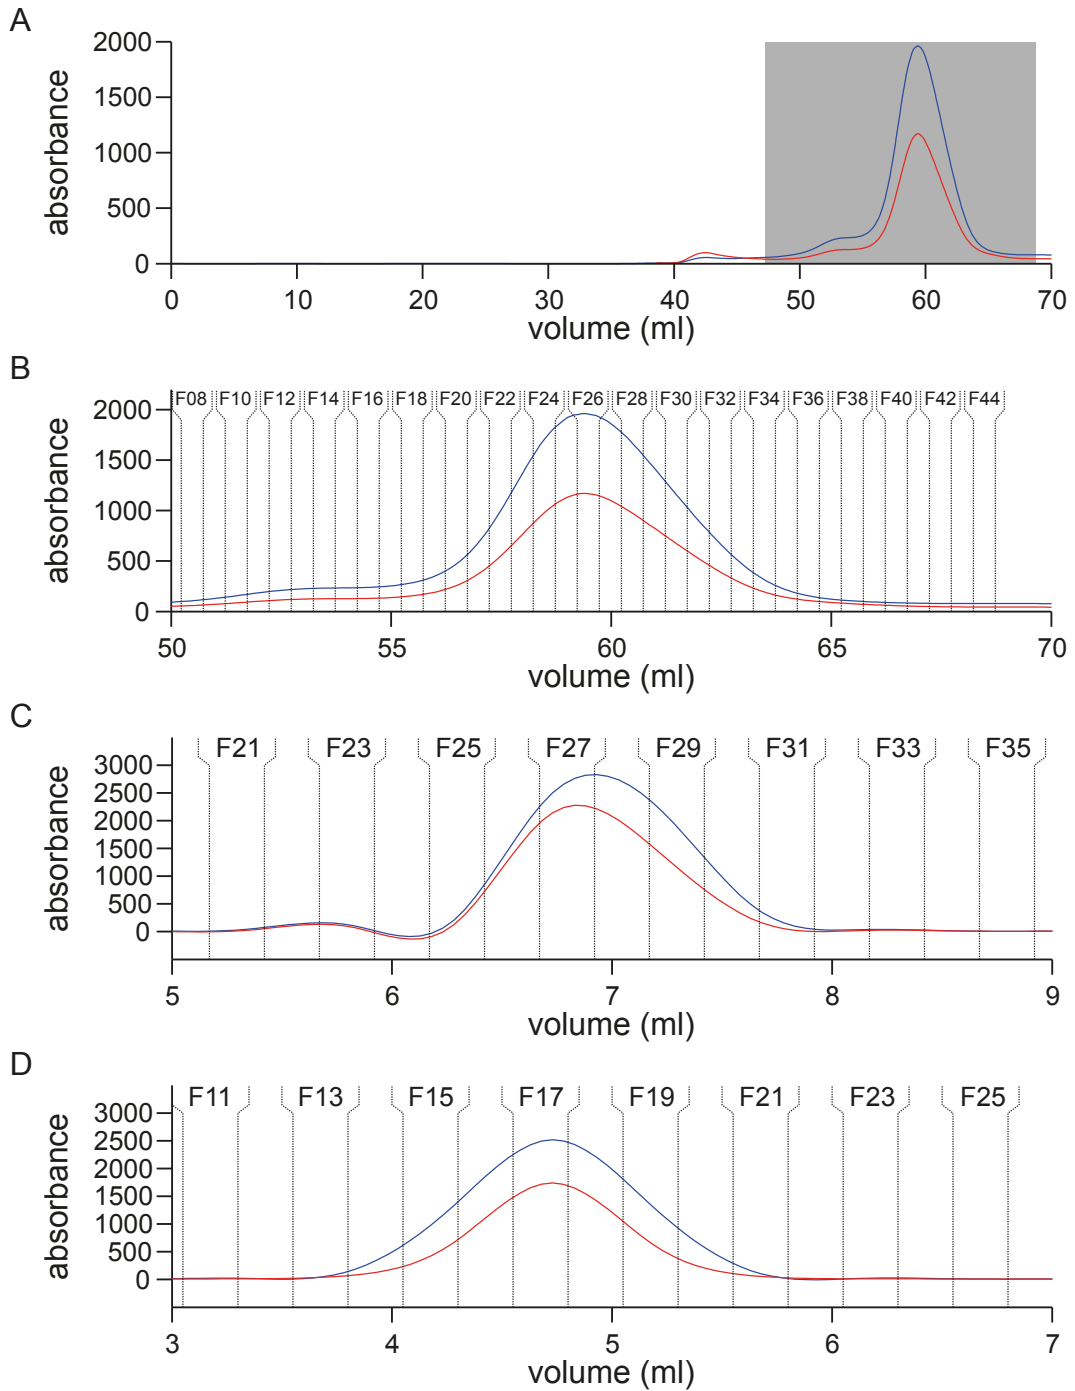 A
absorbance
2000
1500
1000
500
0
0 10 20 30 40 50 60 70
volume (ml)
B
absorbance
F08 F10 F12 F14 F16 F18 F20 F22 F24 F26 F28 F30 F32 F34 F36 F38 F40 F42 F44
2000
1500
1000
500
0
50 55 60 65 70
volume (ml)
C
absorbance
F21 F23 F25 F27 F29 F31 F33 F35
3000
2500
2000
1500
1000
500
0
5 6 7 8 9
volume (ml)
D
absorbance
F11 F13 F15 F17 F19 F21 F23 F25
3000
2500
2000
1500
1000
500
0
3 4 5 6 7
volume (ml)